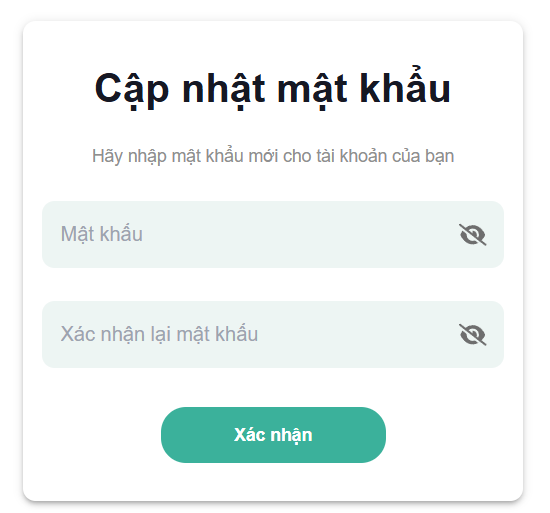 Cập nhật mật khẩu
Hãy nhập mật khẩu mới cho tài khoản của bạn
Mật khẩu
Xác nhận lại mật khẩu
Xác nhận